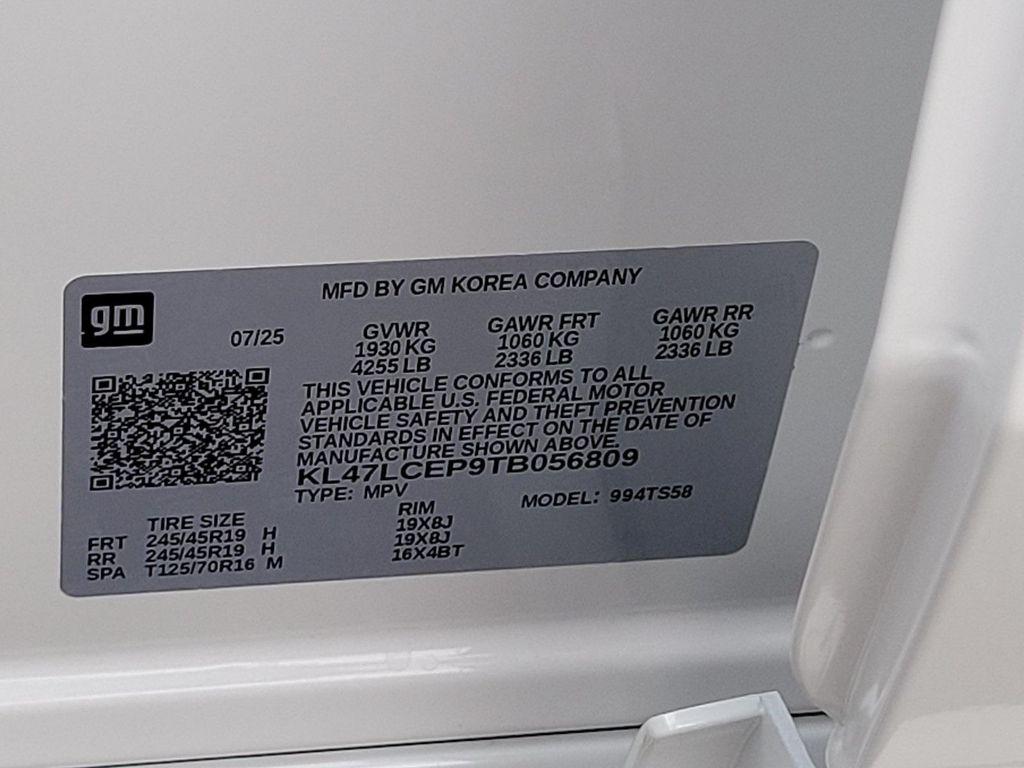 MFD BY GM KOREA COMPANY
gm
07/25
GVWR GAWR FRT GAWR RR
1930 KG 1060 KG 1060 KG
4255 LB 2336 LB 2336 LB
THIS VEHICLE CONFORMS TO ALL
APPLICABLE U.S. FEDERAL MOTOR
VEHICLE SAFETY AND THEFT PREVENTION
STANDARDS IN EFFECT ON THE DATE OF
MANUFACTURE SHOWN ABOVE.
KL47LCEP9TB056809
TYPE: MPV MODEL: 994TS58
TIRE SIZE RIM
FRT 245/45R19 H 19X8J
RR 245/45R19 H 19X8J
SPA T125/70R16 M 16X4BT